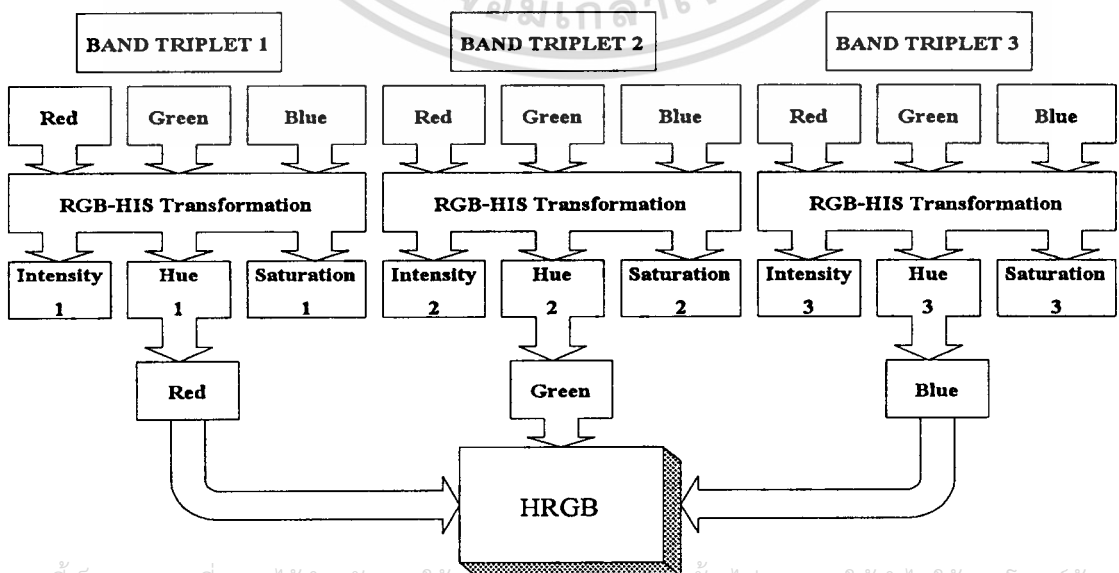 BAND TRIPLET 1
BAND TRIPLET 2
BAND TRIPLET 3
Red
Green
Blue
Red
Green
Blue
Red
Green
Blue
RGB-HIS Transformation
RGB-HIS Transformation
RGB-HIS Transformation
Intensity
1
Hue
1
Saturation
1
Intensity
2
Hue
2
Saturation
2
Intensity
3
Hue
3
Saturation
3
Red
Green
Blue
HRGB